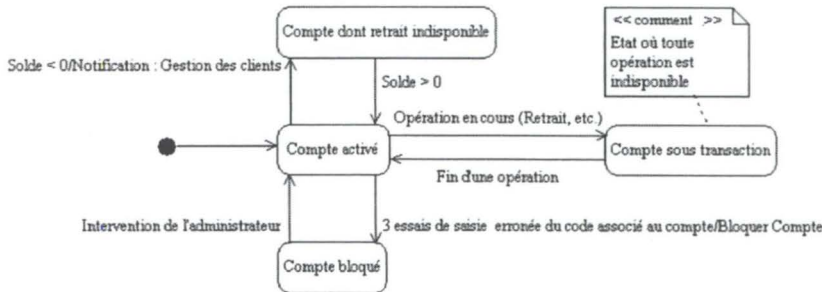 Compte dont retrait indisponible
<< comment >>
Etat où toute
opération est
indisponible
Solde < 0/Notification : Gestion des clients
Solde > 0
Opération en cours (Retrait, etc.)
Compte activé
Compte sous transaction
Fin d'une opération
Intervention de l'administrateur
3 essais de saisie erronée du code associé au compte/Bloquer Compte
Compte bloqué